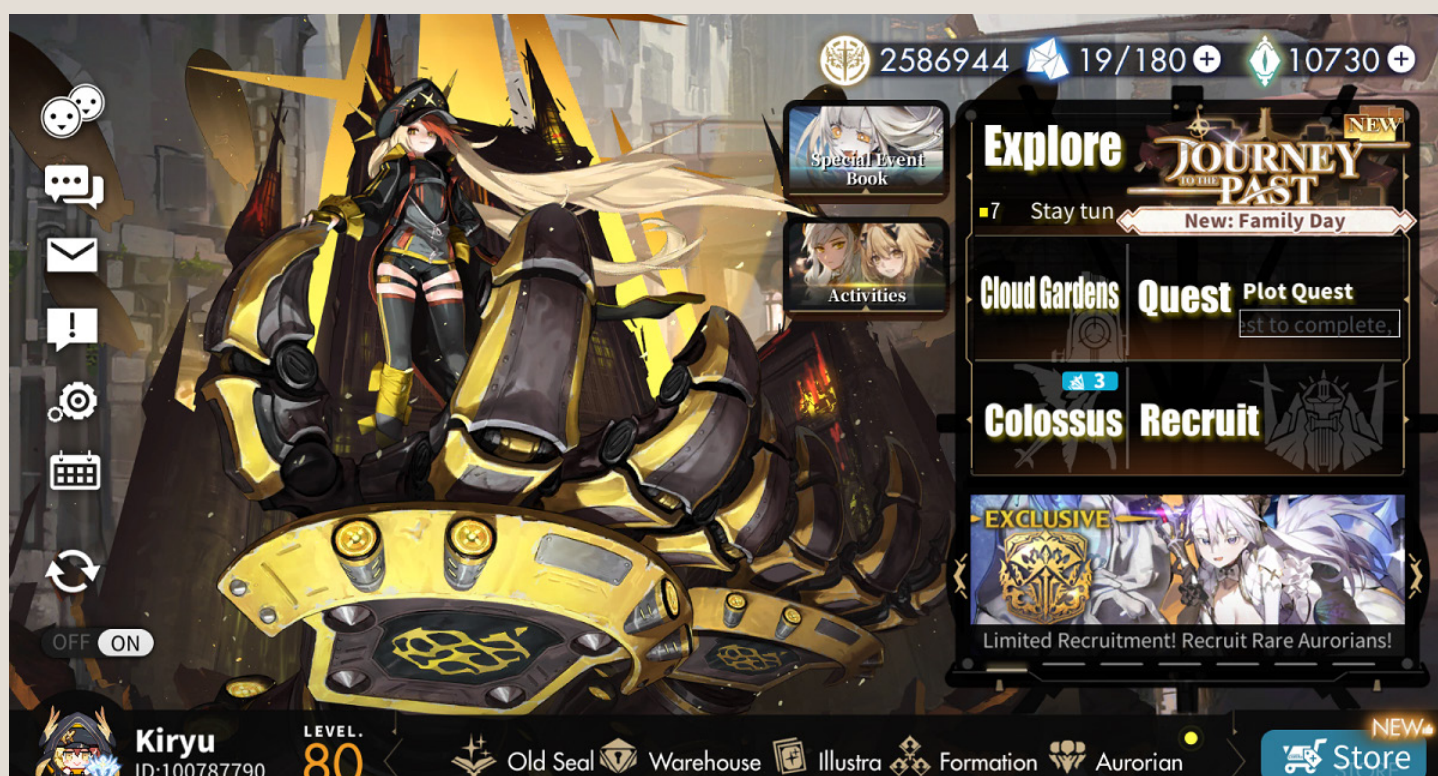 2586944
19/180
10730
Special Event
Book
Activities
Explore
NEW
JOURNEY
TO THE
PAST
7 Stay tun
New: Family Day
Cloud Gardens
Quest
Plot Quest
to complete,
3
Colossus
Recruit
EXCLUSIVE
Limited Recruitment! Recruit Rare Aurorians!
OFF ON
Kiryu
ID:100787790
LEVEL.
80
Old Seal
Warehouse
Illustra
Formation
Aurorian
NEW
Store